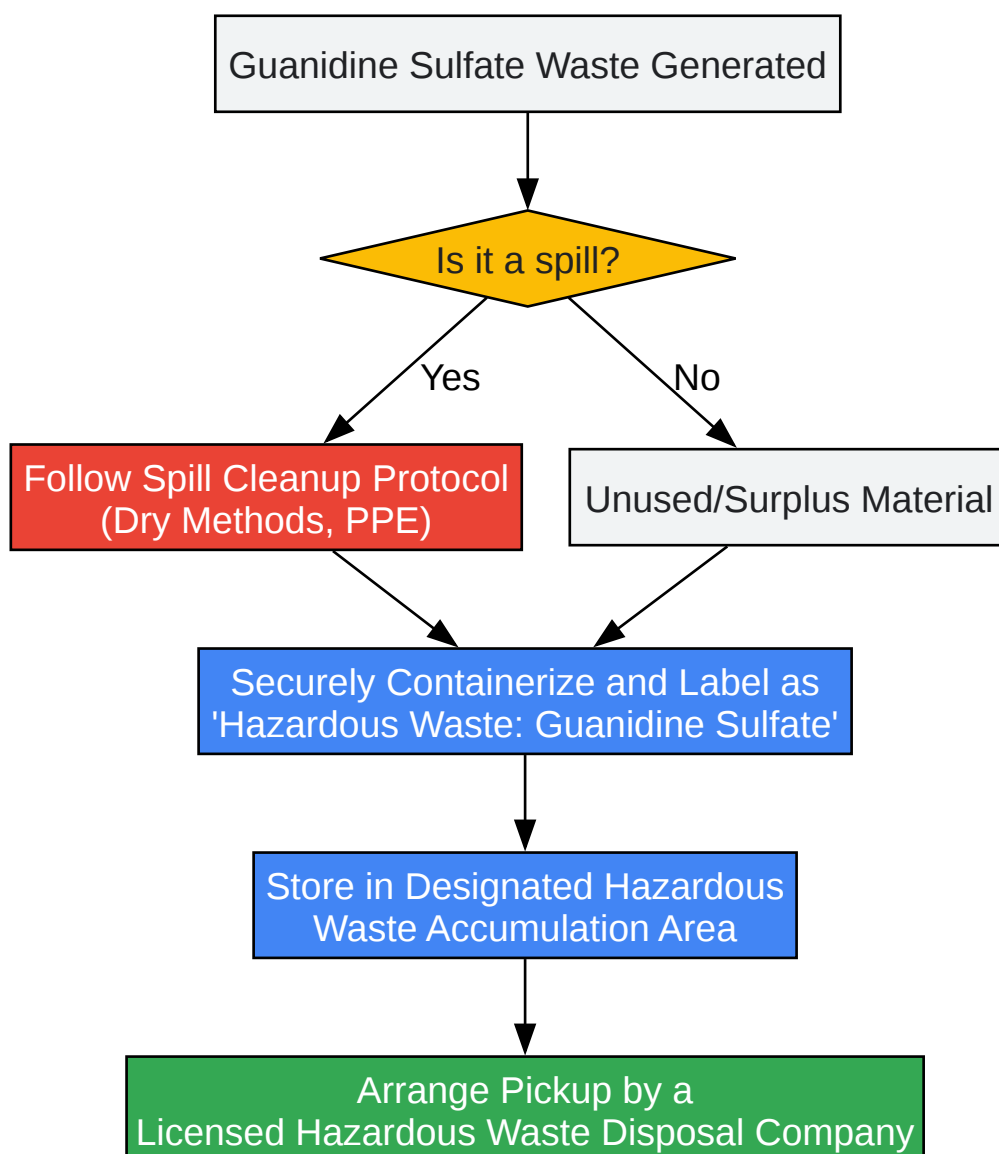 Guanidine Sulfate Waste Generated
Is it a spill?
Yes
No
Follow Spill Cleanup Protocol
(Dry Methods, PPE)
Unused/Surplus Material
Securely Containerize and Label as
'Hazardous Waste: Guanidine Sulfate'
Store in Designated Hazardous
Waste Accumulation Area
Arrange Pickup by a
Licensed Hazardous Waste Disposal Company